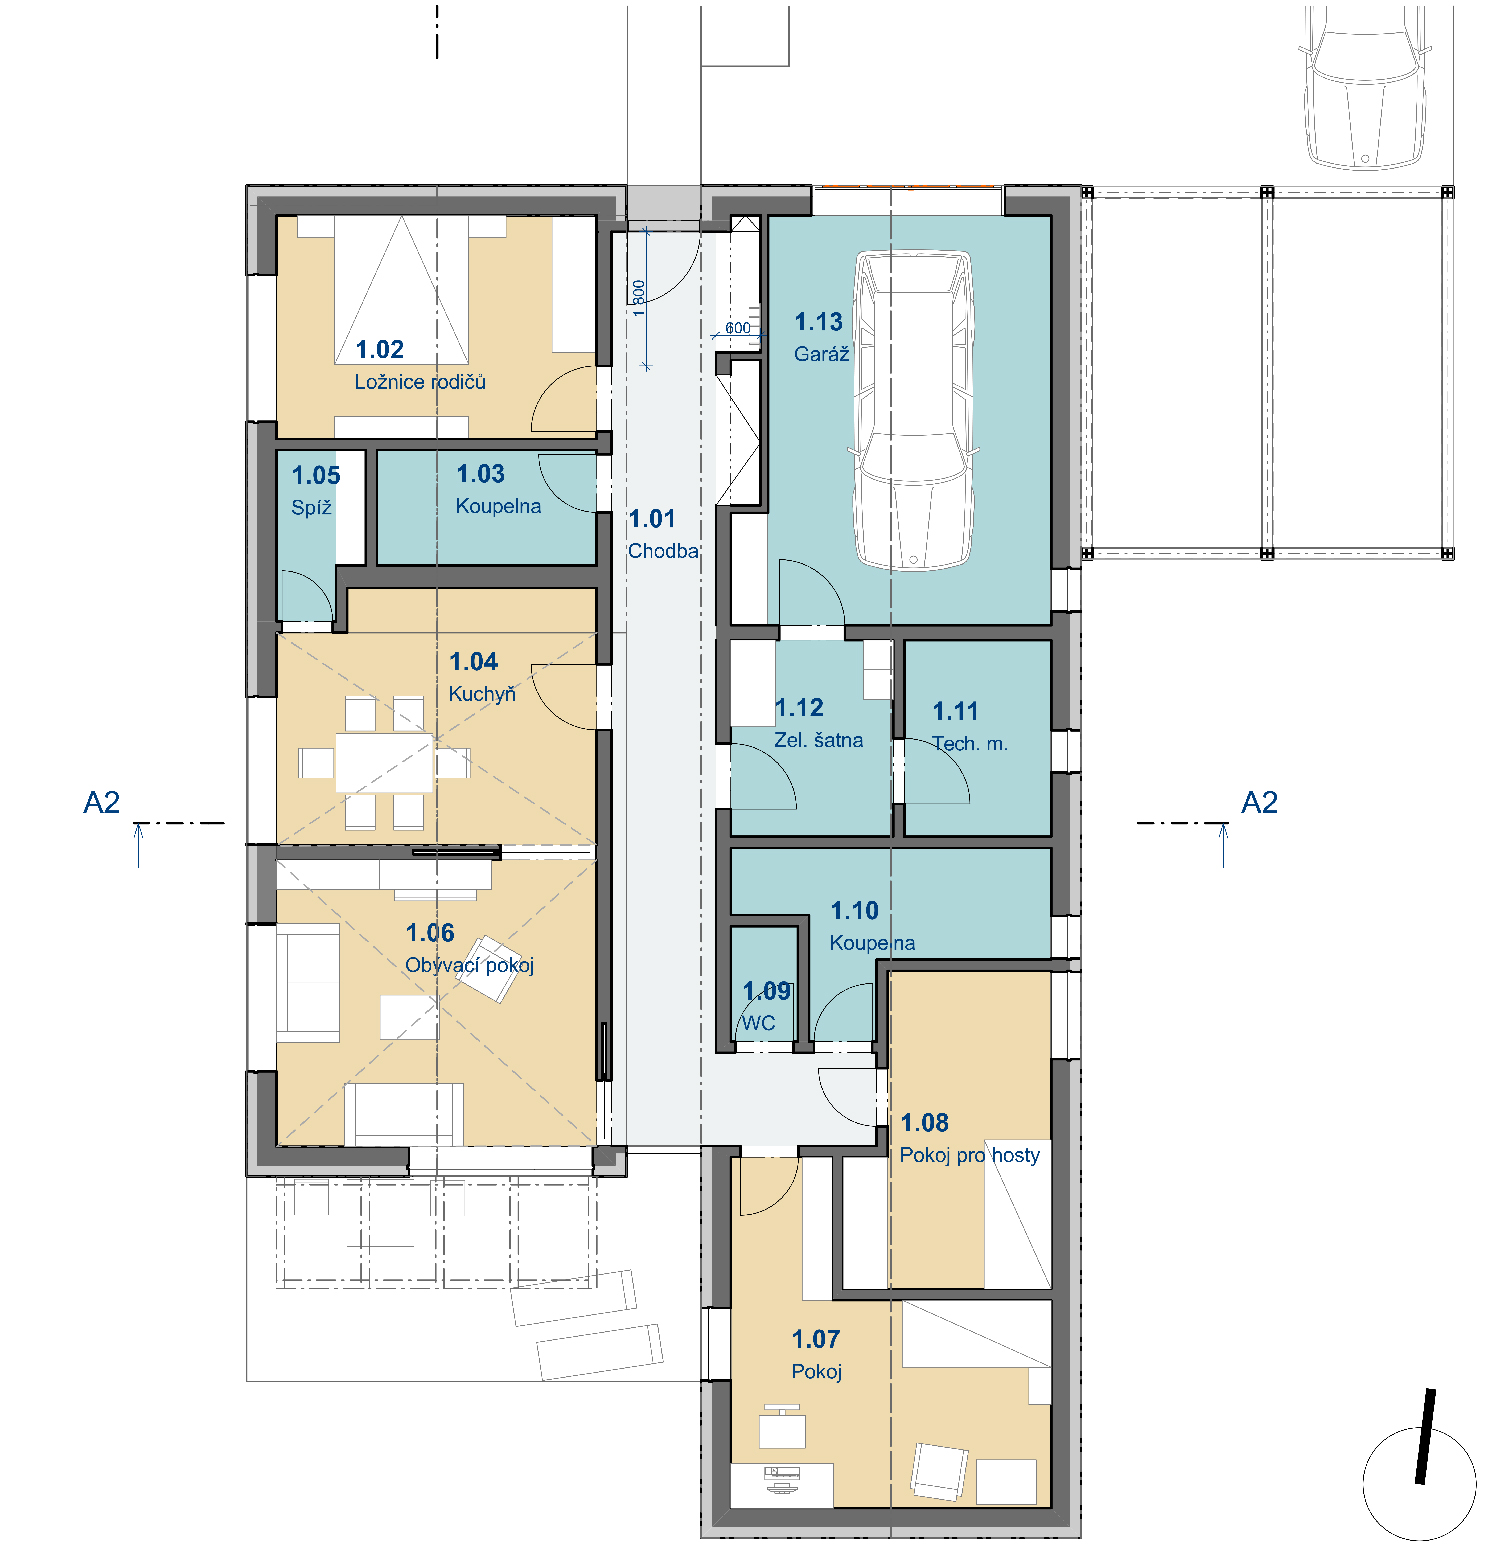 1.13
Garáž
1 800
600
1.02
Ložnice rodičů
1.05
Spíž
1.03
Koupelna
1.01
Chodba
1.04
Kuchyň
1.12
Zel. šatna
1.11
Tech. m.
A2
A2
1.06
Obývací pokoj
1.10
Koupelna
1.09
WC
1.08
Pokoj pro hosty
1.07
Pokoj